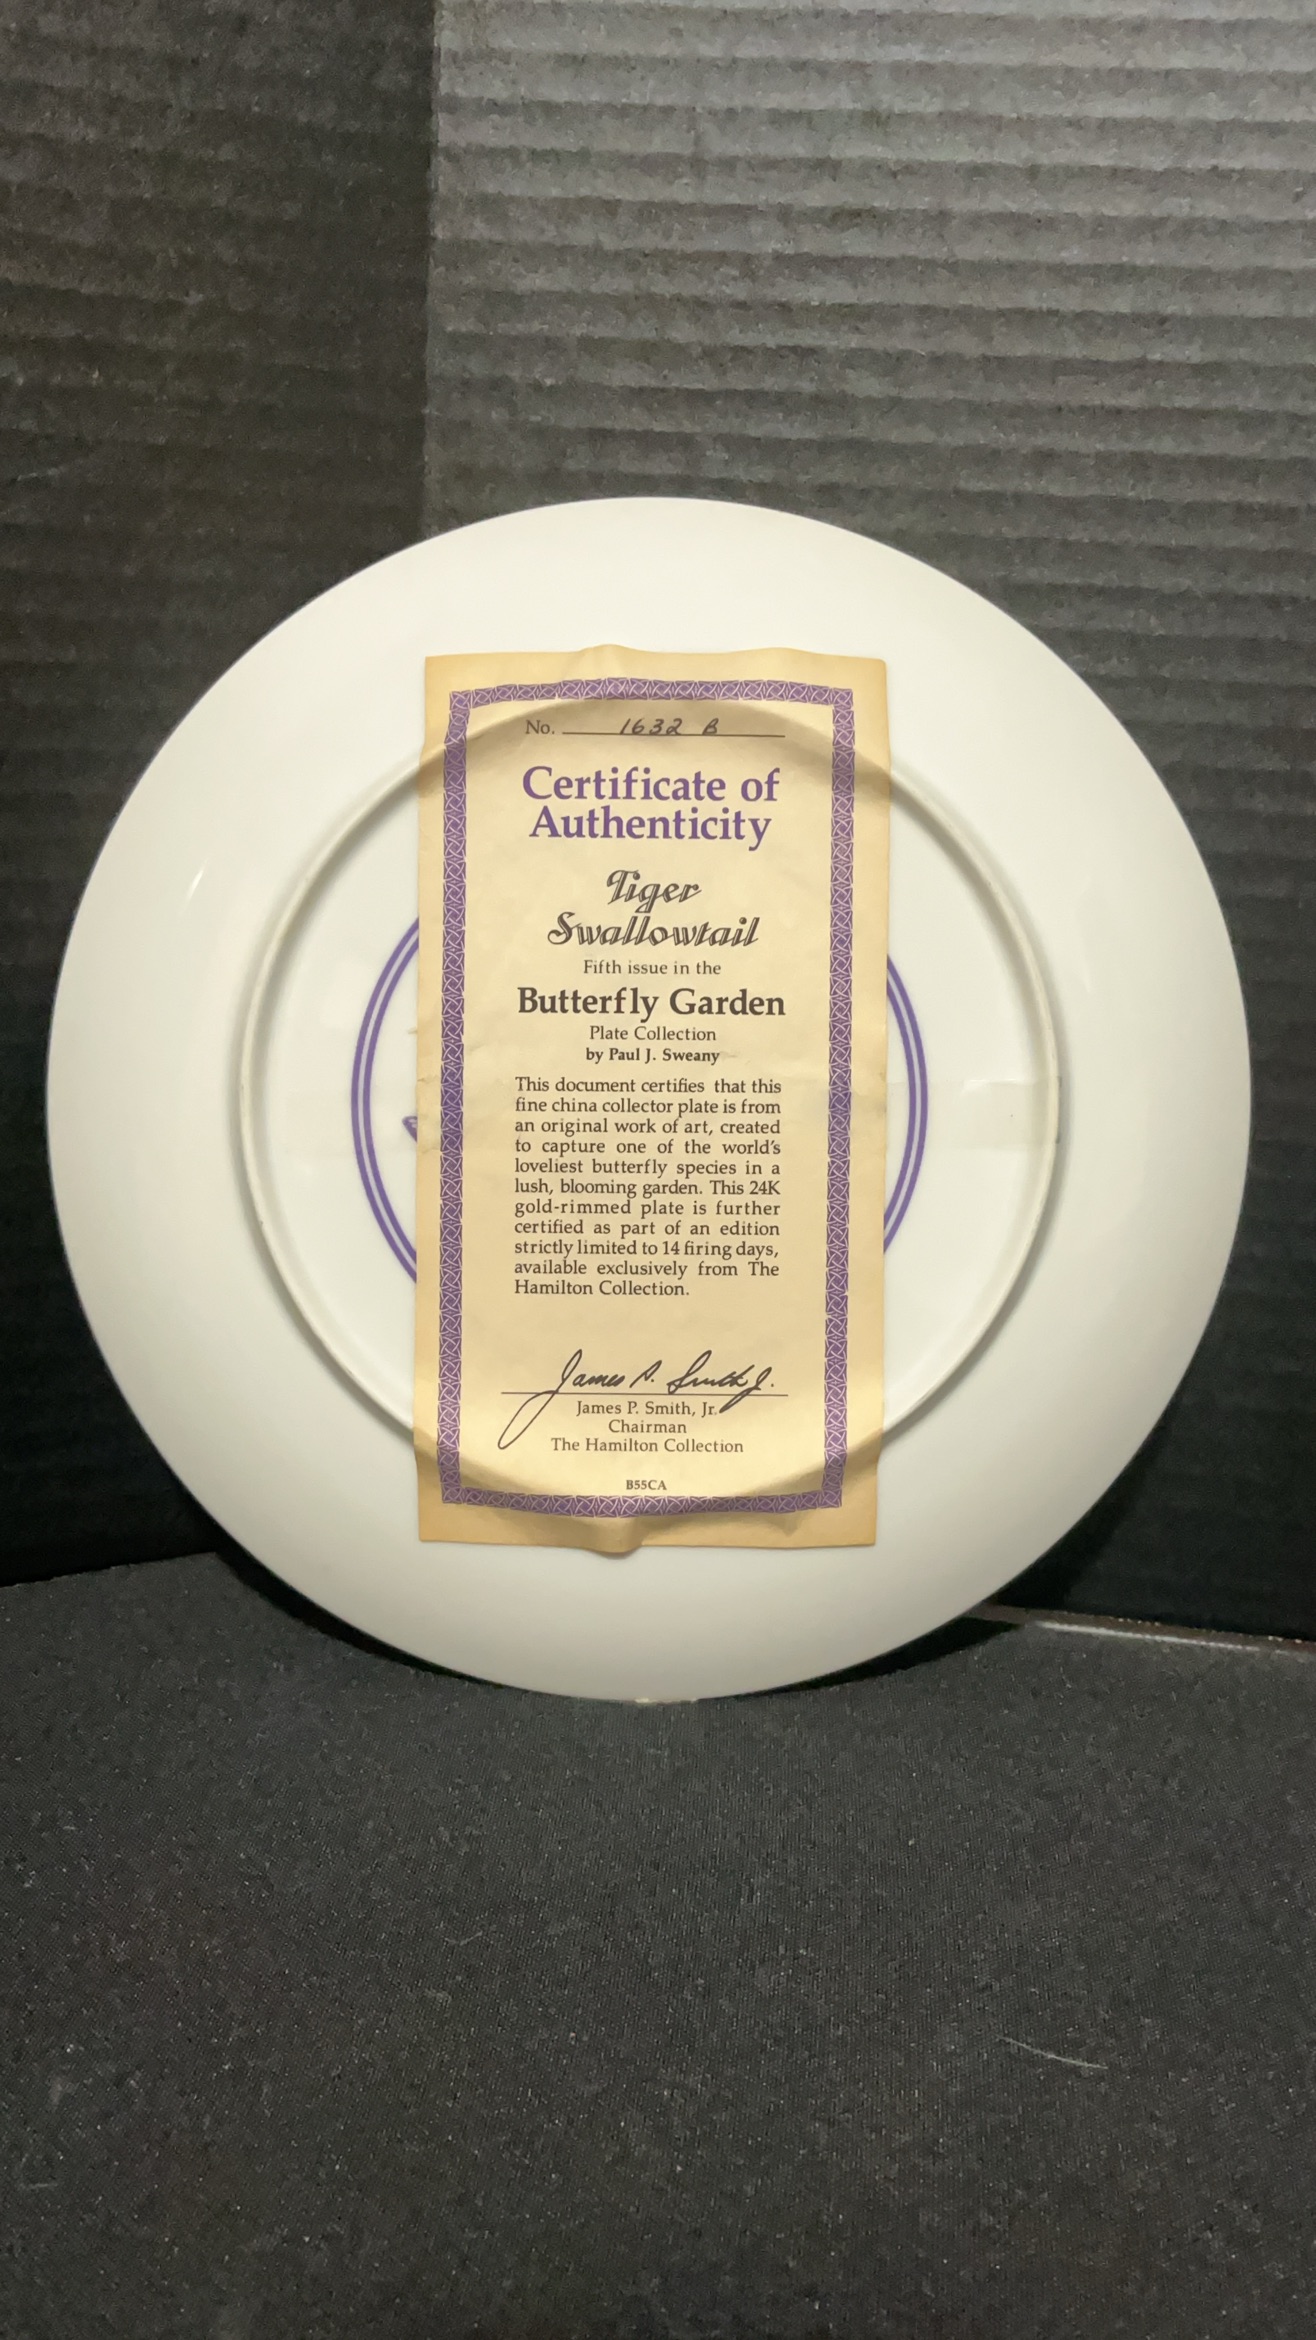 No. 1632 B
Certificate of
Authenticity
Tiger
Swallowtail
Fifth issue in the
Butterfly Garden
Plate Collection
by Paul J. Sweany
This document certifies that this
fine china collector plate is from
an original work of art, created
to capture one of the world's
loveliest butterfly species in a
lush, blooming garden. This 24K
gold-rimmed plate is further
certified as part of an edition
strictly limited to 14 firing days,
available exclusively from The
Hamilton Collection.
James P. Smith Jr.
James P. Smith, Jr.
Chairman
The Hamilton Collection
B55CA